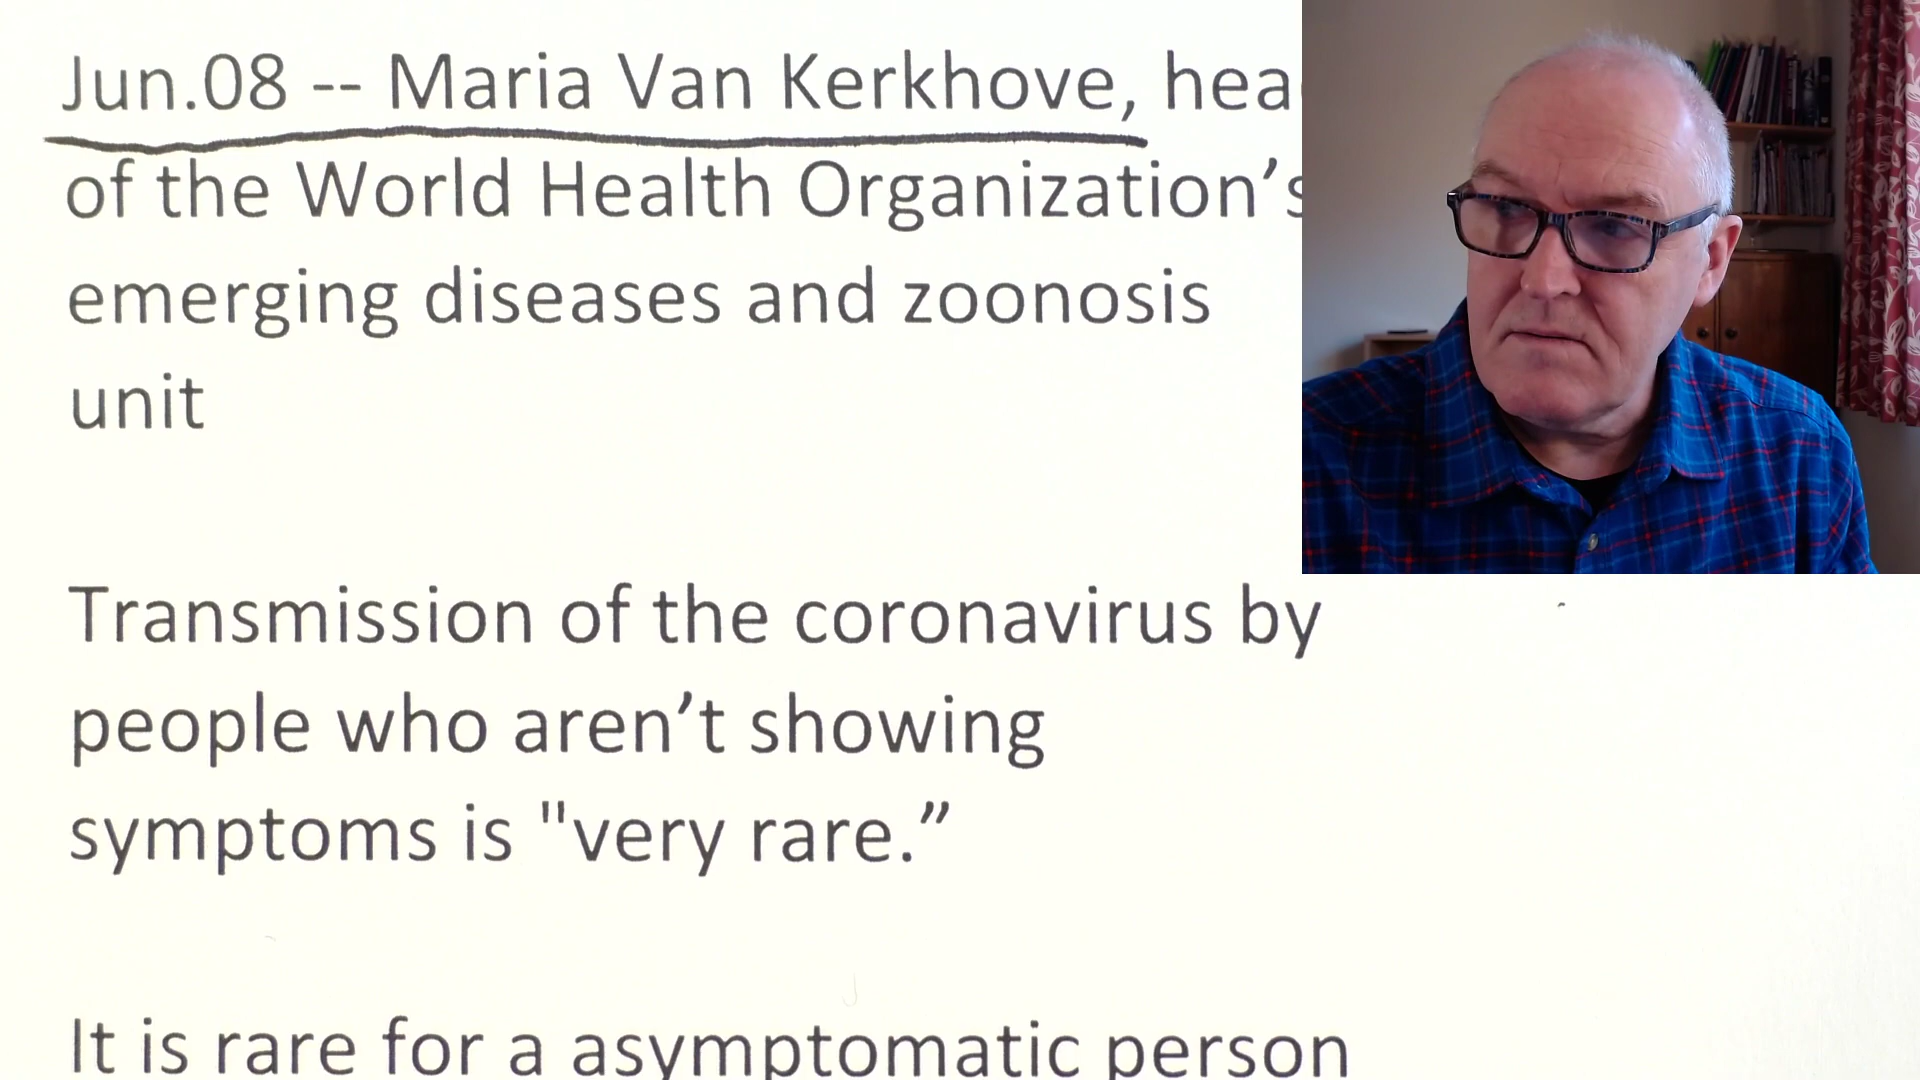 Jun.08 -- Maria Van Kerkhove,
of the World Health Organization’s
emerging diseases and zoonosis
unit
Transmission of the coronavirus by
people who aren’t showing
symptoms is "very rare.”
It is rare for a asymptomatic person